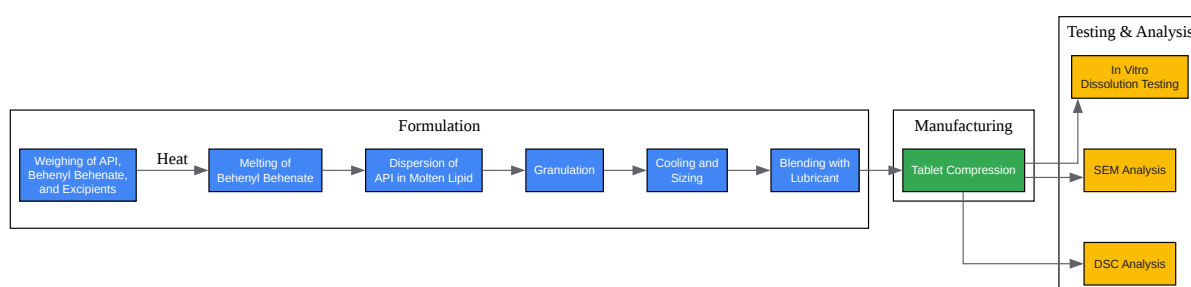 Testing & Analysis
In Vitro
Dissolution Testing
Formulation
Manufacturing
Weighing of API,
Behenyl Behenate,
and Excipients
Heat
Melting of
Behenyl Behenate
Dispersion of
API in Molten Lipid
Granulation
Cooling and
Sizing
Blending with
Lubricant
Tablet Compression
SEM Analysis
DSC Analysis